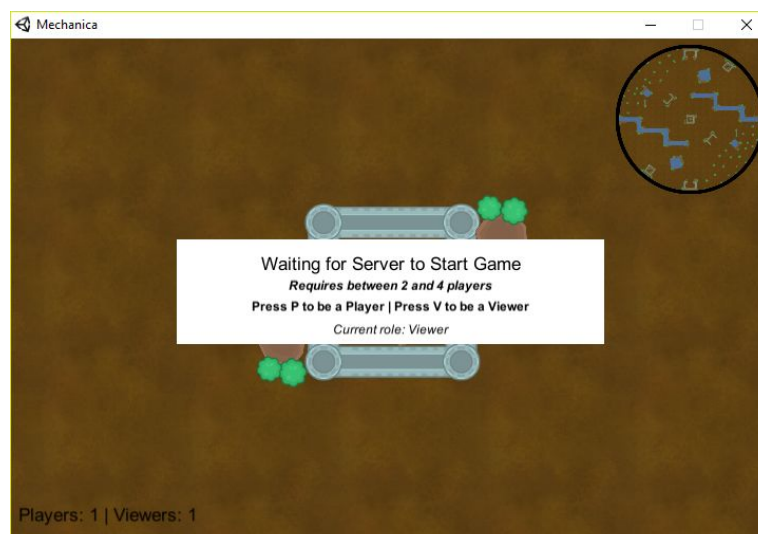 Mechanica
Waiting for Server to Start Game
Requires between 2 and 4 players
Press P to be a Player | Press V to be a Viewer
Current role: Viewer
Players: 1 | Viewers: 1